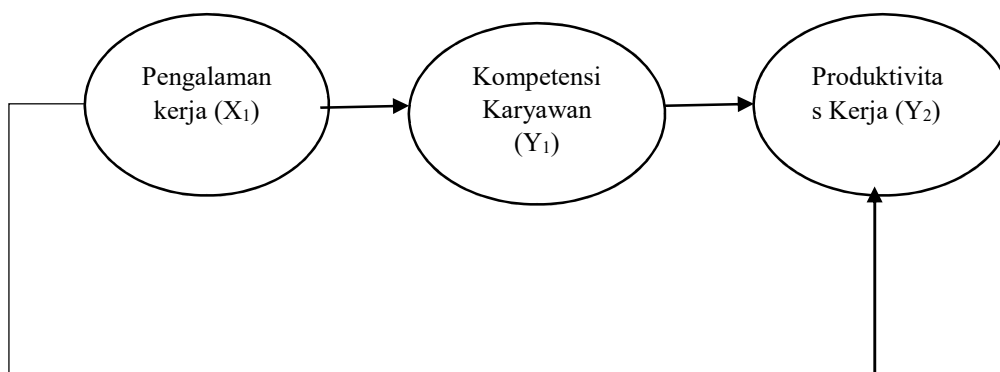 Pengalaman
kerja (X₁)
Kompetensi
Karyawan
(Y₁)
Produktivita
s Kerja (Y₂)